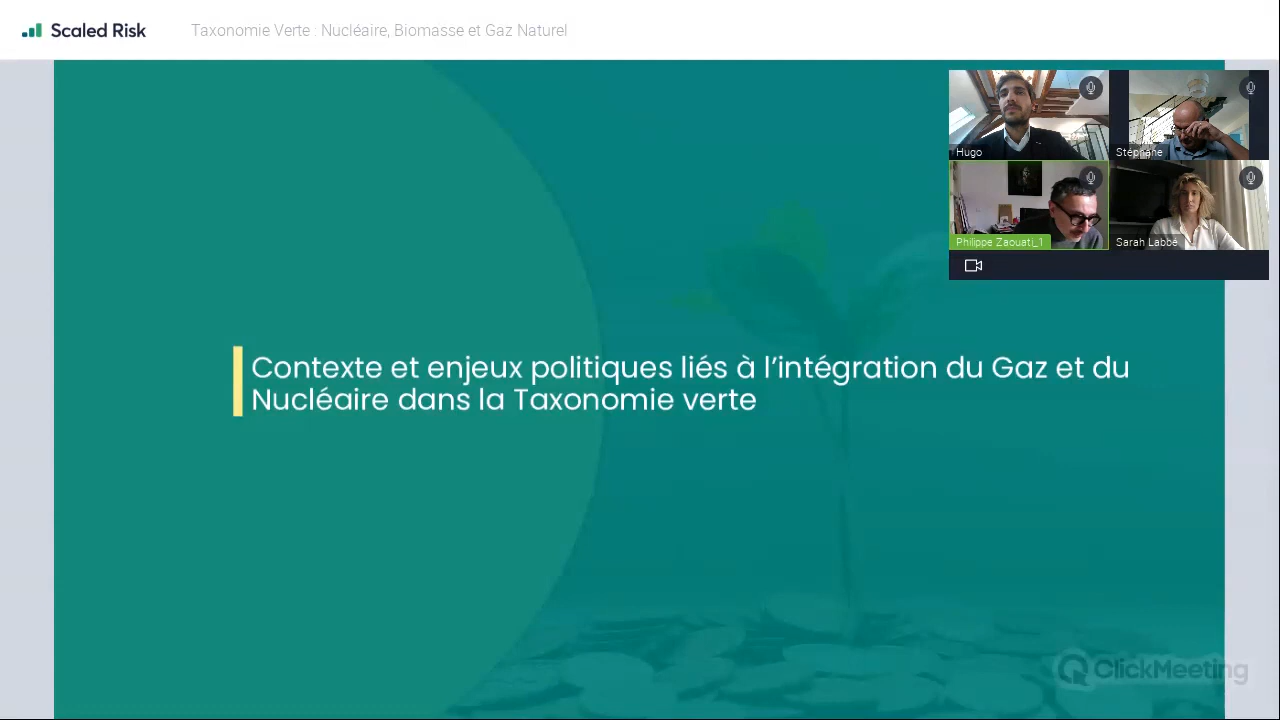 Scaled Risk
Taxonomie Verte : Nucléaire, Biomasse et Gaz Naturel
Hugo
Stéphane
Philippe Zaouati_1
Sarah Labbé
Contexte et enjeux politiques liés à l'intégration du Gaz et du
Nucléaire dans la Taxonomie verte
ClickMeeting